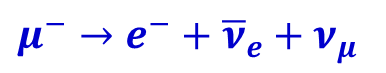 μ⁻ → e⁻ + ν̅ₑ + ν_μ